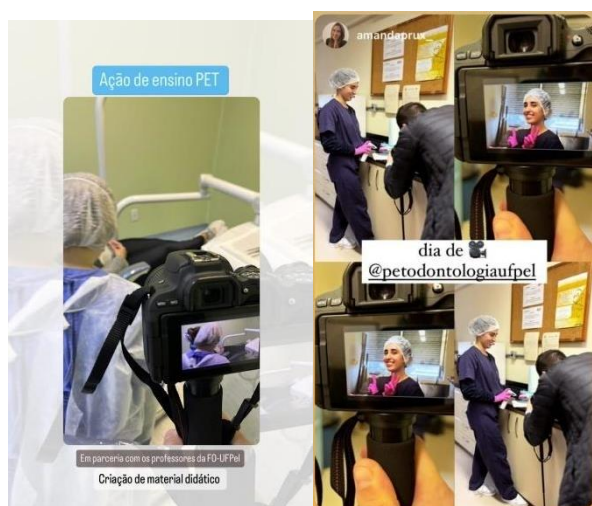 Ação de ensino PET
Em parceria com os professores da FO-UFPel
Criação de material didático
amandaprux_
dia de
@petodontologiaufpel